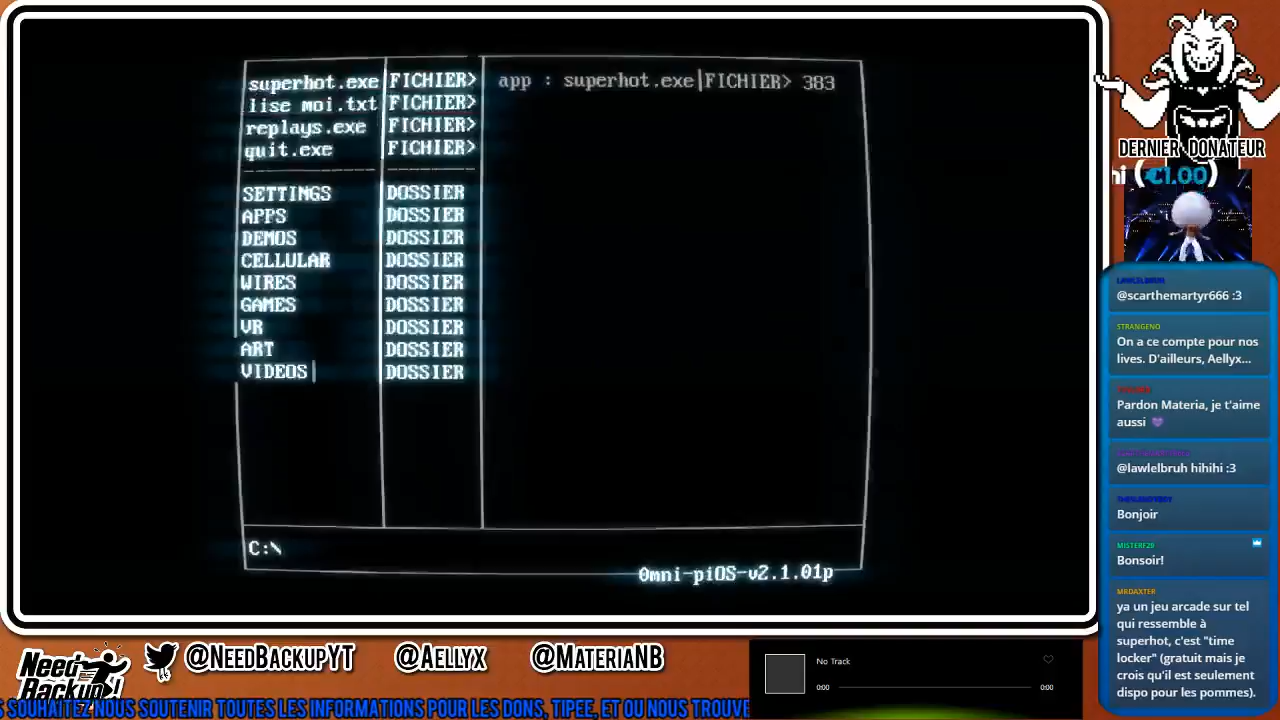 superhot.exe FICHIER> app : superhot.exe|FICHIER> 383
lise moi.txt FICHIER>
replays.exe FICHIER>
quit.exe FICHIER>
SETTINGS DOSSIER
APPS DOSSIER
DEMOS DOSSIER
CELLULAR DOSSIER
WIRES DOSSIER
GAMES DOSSIER
VR DOSSIER
ART DOSSIER
VIDEOS DOSSIER
C:\
0mni-piOS-v2.1.01p
DERNIER DONATEUR
hi (€1.00)
@scarthemartyr666 :3
STRANGENO
On a ce compte pour nos
lives. D'ailleurs, Aellyx...
Pardon Materia, je t'aime
aussi
@lawlelbruh hihihi :3
Bonjoir
MISTERF29
Bonsoir!
MKDAXTER
ya un jeu arcade sur tel
qui ressemble à
superhot, c'est "time
locker" (gratuit mais je
crois qu'il est seulement
dispo pour les pommes).
Need
Backup!
@NeedBackupYT @Aellyx @MateriaNB
No Track
0:00 0:00
S SOUHAITEZ NOUS SOUTENIR TOUTES LES INFORMATIONS POUR LES DONS, TIPEE, ET OU NOUS TROUVE